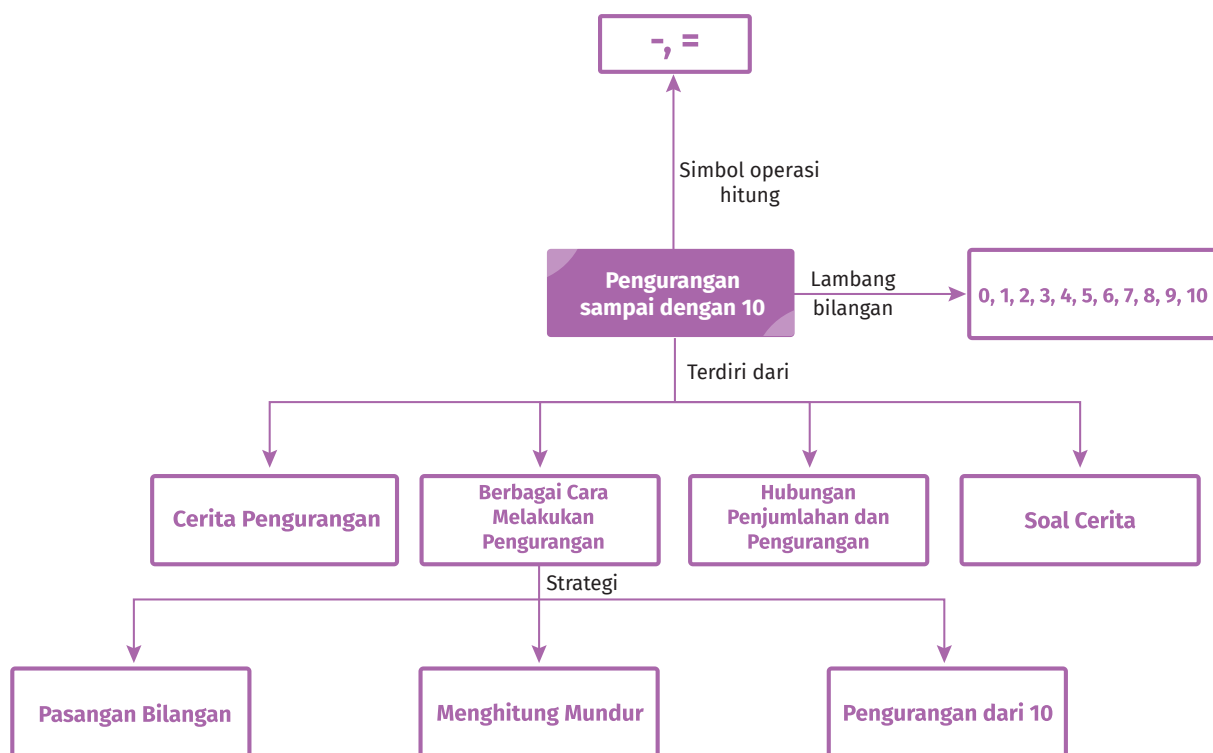 -, =
Simbol operasi
hitung
Pengurangan
sampai dengan 10
Lambang
bilangan
0, 1, 2, 3, 4, 5, 6, 7, 8, 9, 10
Terdiri dari
Cerita Pengurangan
Berbagai Cara
Melakukan
Pengurangan
Hubungan
Penjumlahan dan
Pengurangan
Soal Cerita
Strategi
Pasangan Bilangan
Menghitung Mundur
Pengurangan dari 10